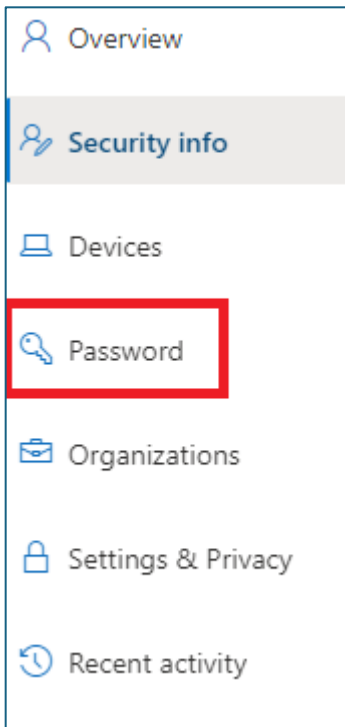 Overview
Security info
Devices
Password
Organizations
Settings & Privacy
Recent activity